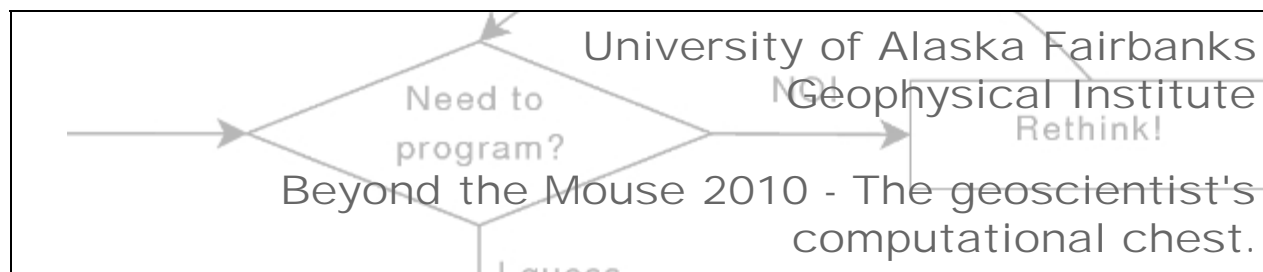 University of Alaska Fairbanks
Geophysical Institute
Need to
program?
NO!
Rethink!
Beyond the Mouse 2010 - The geoscientist's
computational chest.
I guess